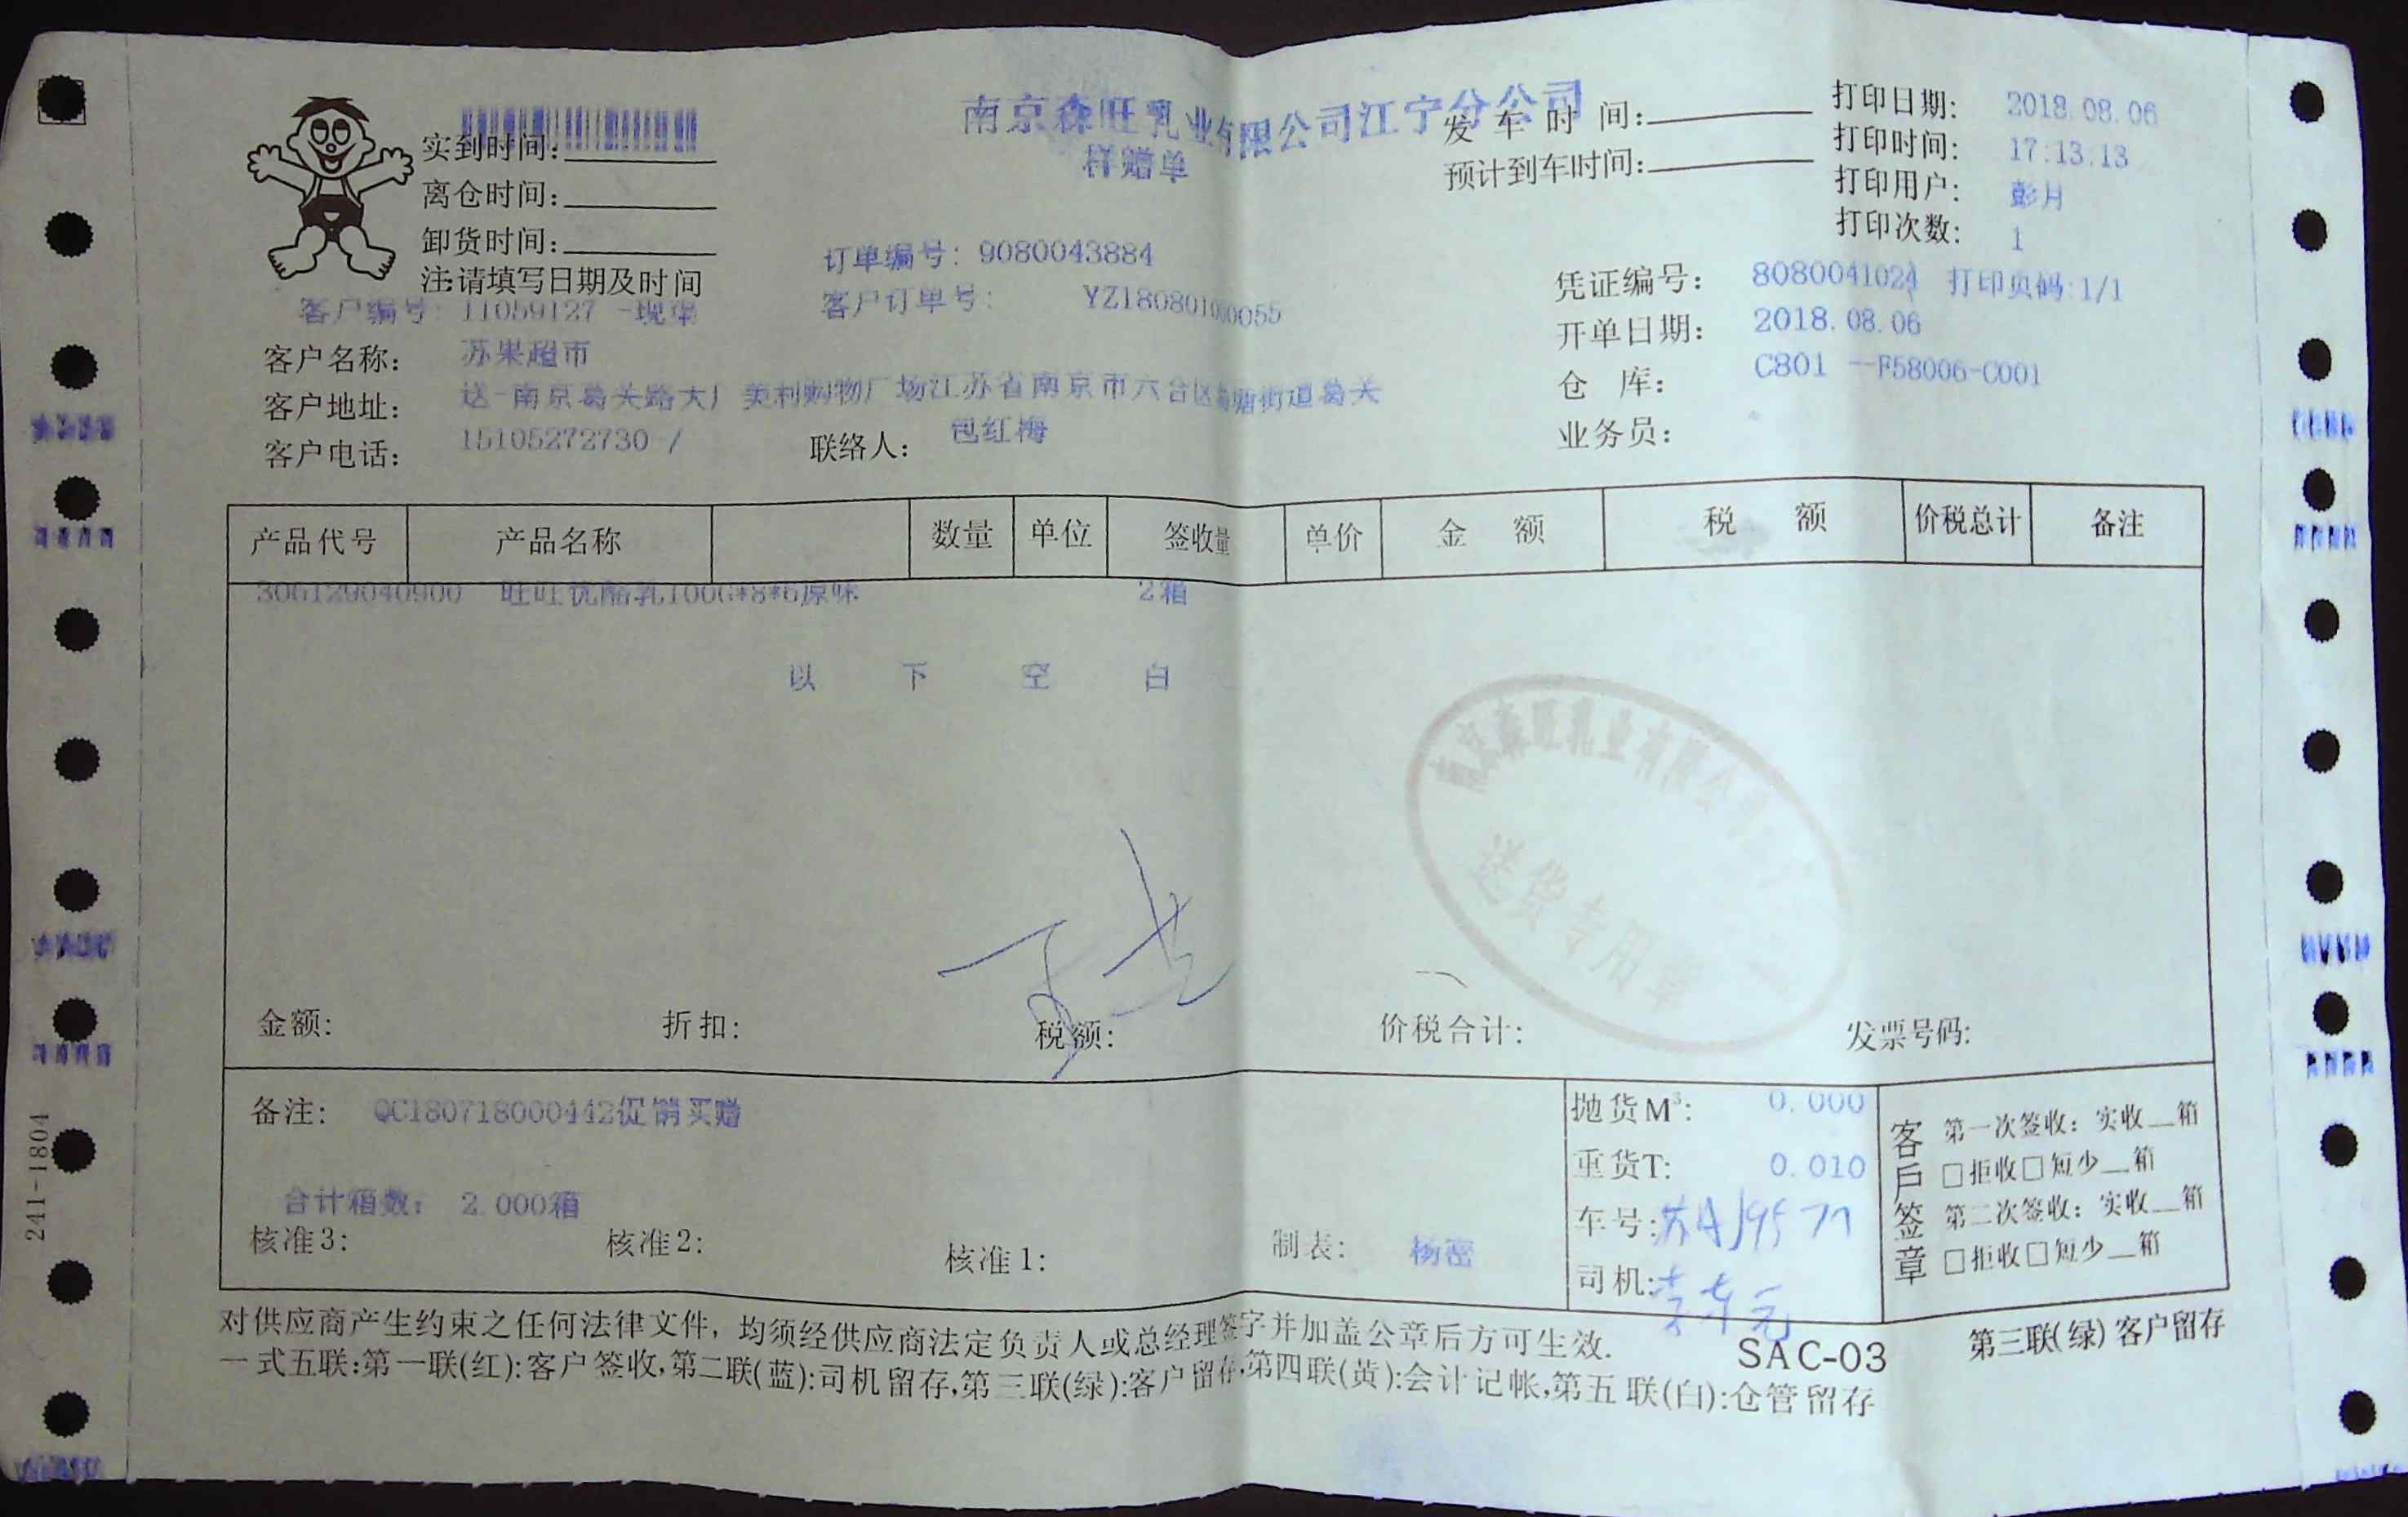 南京森旺乳业有限公司江宁分公司
样赠单
实到时间:
离仓时间:
卸货时间:
注:请填写日期及时间
发车时间:
预计到车时间:
打印日期: 2018.08.06
打印时间: 17:13:13
打印用户: 彭月
打印次数: 1
订单编号: 9080043884
客户订单号: YZ180801000055
凭证编号: 8080041024 打印页码:1/1
开单日期: 2018.08.06
仓库: C801 --F58006-C001
业务员:
客户编号: 11059127
客户名称: 苏果超市
客户地址: 送-南京葛关路大厂美利购物广场江苏省南京市六合区葛塘街道葛关
客户电话: 15105272730 / 联络人: 包红梅
产品代号 产品名称 数量 单位 签收量 单价 金额 税额 价税总计 备注
306129040900 旺旺优酪乳100G*8*6原味 2箱
以下空白
南京森旺乳业有限公司
送货专用章
金额: 折扣: 税额: 价税合计: 发票号码:
备注: QC180718000442促销买赠
合计箱数: 2.000箱
核准3: 核准2: 核准1: 制表: 杨密
抛货M³: 0.000
重货T: 0.010
车号:
司机:
客戶签章
第一次签收: 实收__箱
□拒收□短少__箱
第二次签收: 实收__箱
□拒收□短少__箱
对供应商产生约束之任何法律文件, 均须经供应商法定负责人或总经理签字并加盖公章后方可生效.
一式五联:第一联(红):客户签收,第二联(蓝):司机留存,第三联(绿):客户留存,第四联(黄):会计记帐,第五联(白):仓管留存
SAC-03
第三联(绿)客户留存
2411-1804